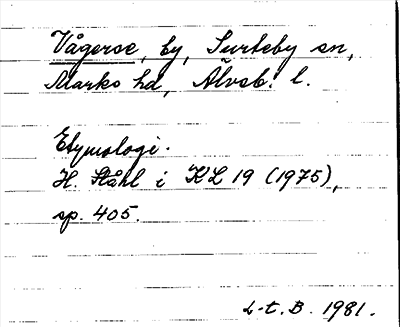 Vågerse, by, Surteby sn,
Marks hd, Älvsb. l.
Etymologi.
H. Ståhl i KL 19 (1975),
sp. 405.
L-t. B. 1981.